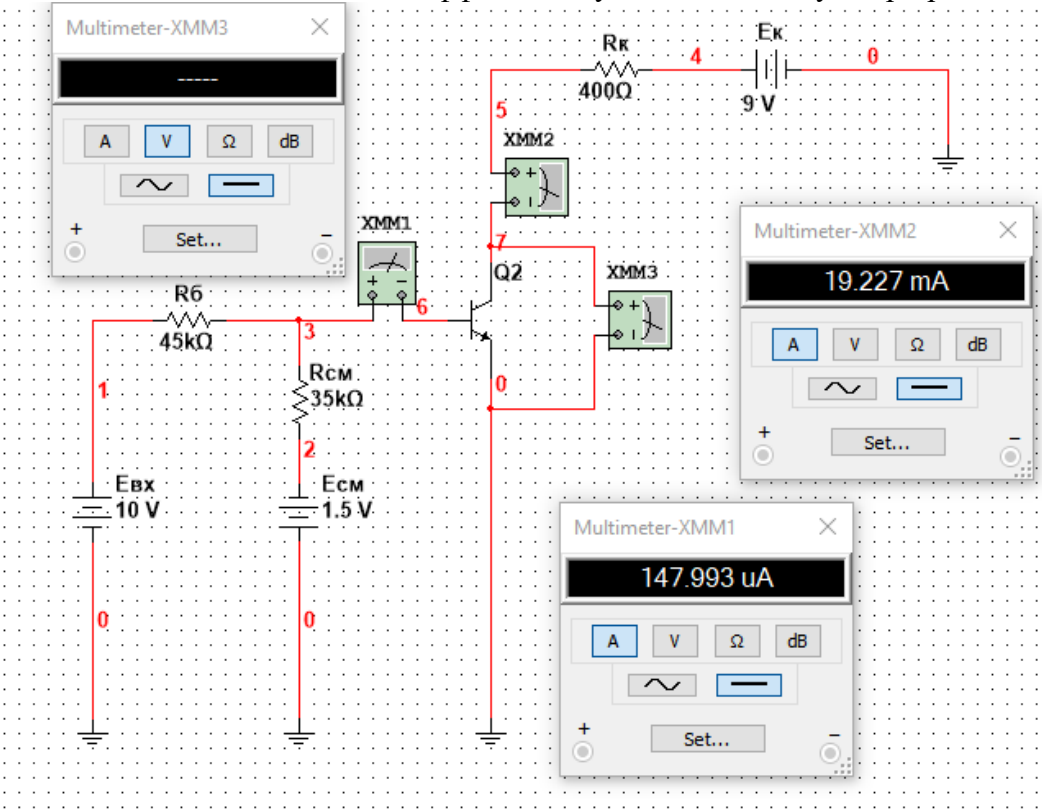 Multimeter-XMM3
-----
A V Ω dB
+ Set... –
Rк
400Ω
4
Eк
9 V
0
5
XMM2
XMM1
7
Q2
XMM3
6
Rб
45kΩ
3
Rсм
35kΩ
1
2
0
Eвх
10 V
Eсм
1.5 V
0
0
Multimeter-XMM2
19.227 mA
A V Ω dB
+ Set... –
Multimeter-XMM1
147.993 uA
A V Ω dB
+ Set... –